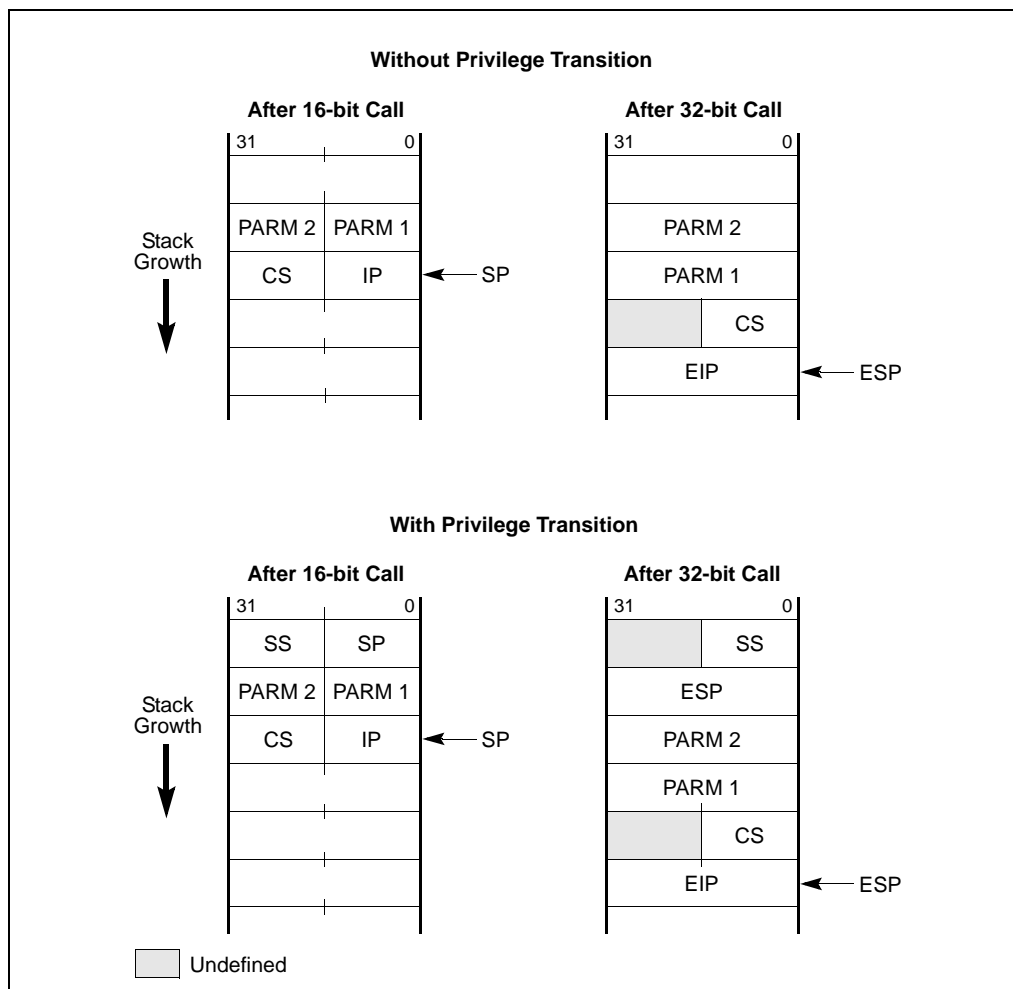 Without Privilege Transition
After 16-bit Call
After 32-bit Call
31 0
31 0
PARM 2 PARM 1
PARM 2
Stack
Growth
CS IP
SP
PARM 1
CS
EIP
ESP
With Privilege Transition
After 16-bit Call
After 32-bit Call
31 0
31 0
SS SP
SS
PARM 2 PARM 1
ESP
Stack
Growth
CS IP
SP
PARM 2
PARM 1
CS
EIP
ESP
Undefined